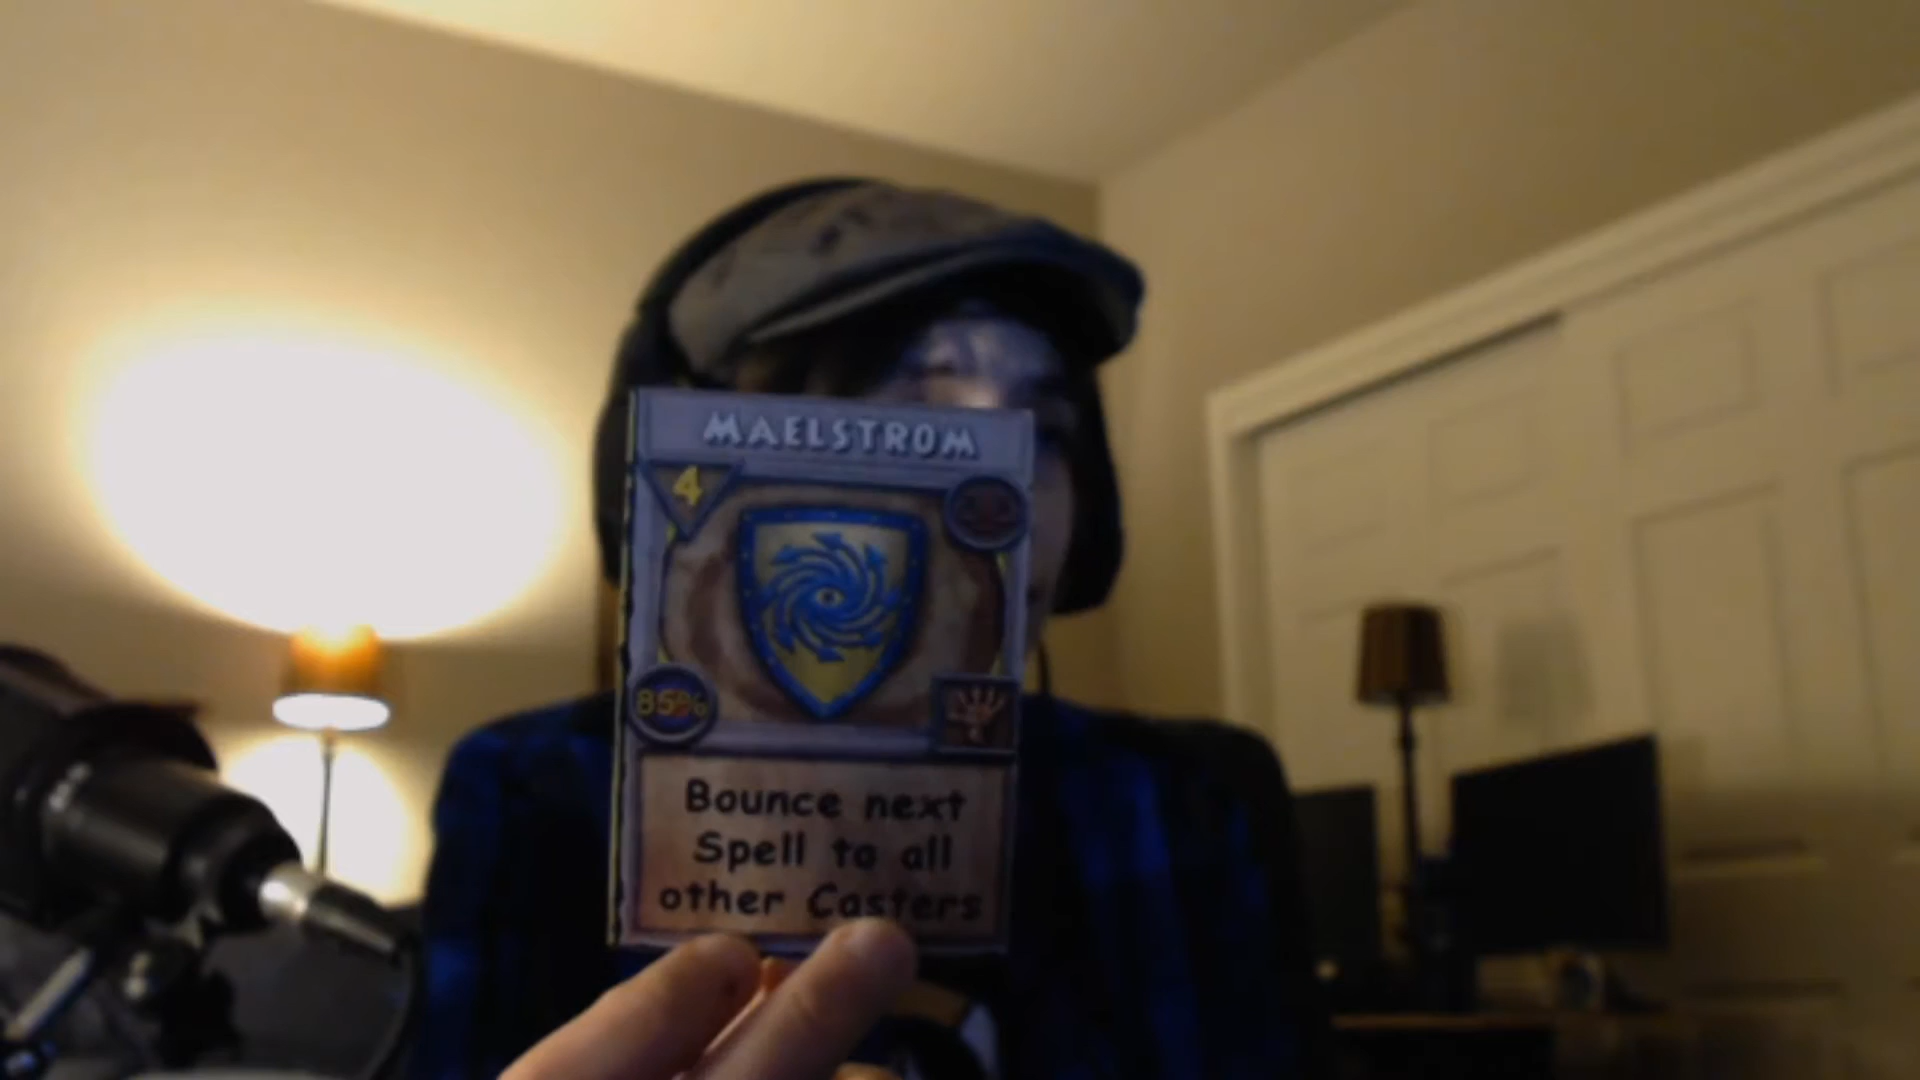 MAELSTROM
4
85%
Bounce next
Spell to all
other Casters